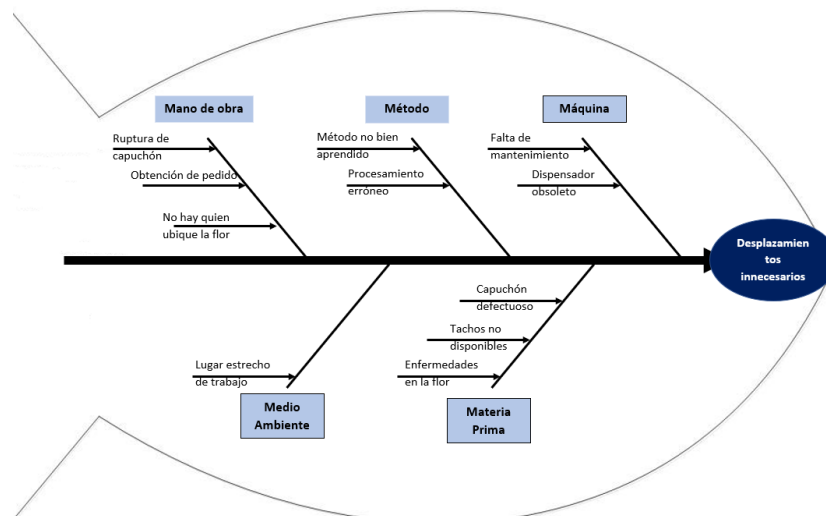 Mano de obra
Método
Máquina
Ruptura de
capuchón
Obtención de pedido
No hay quien
ubique la flor
Método no bien
aprendido
Procesamiento
erróneo
Falta de
mantenimiento
Dispensador
obsoleto
Desplazamien
tos
innecesarios
Capuchón
defectuoso
Tachos no
disponibles
Enfermedades
en la flor
Lugar estrecho
de trabajo
Medio
Ambiente
Materia
Prima